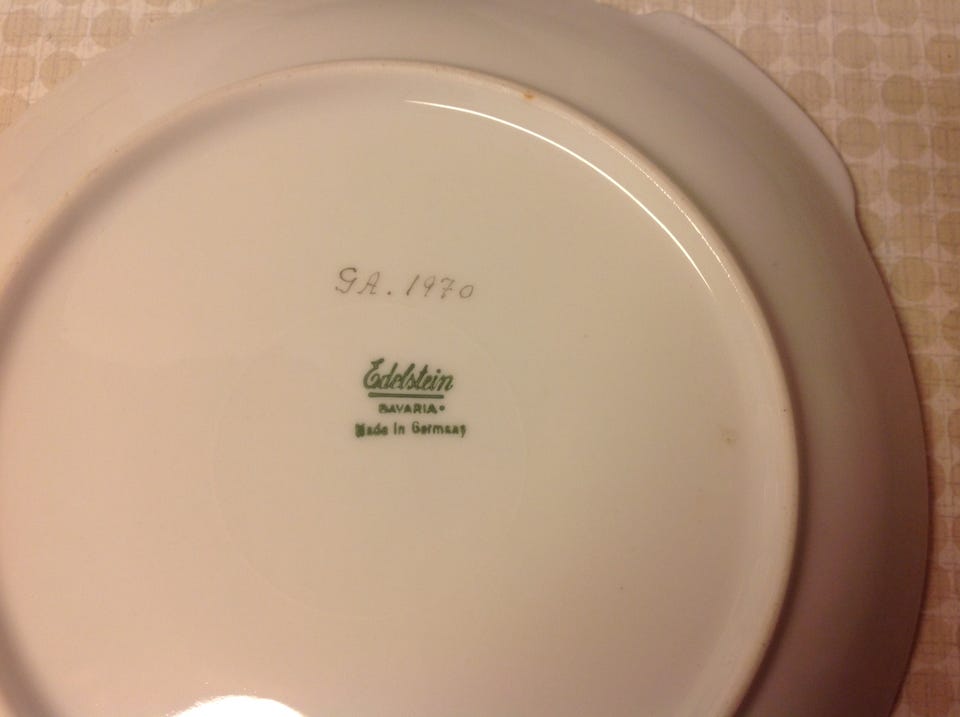 GA. 1970
Edelstein
BAVARIA
Made in Germany